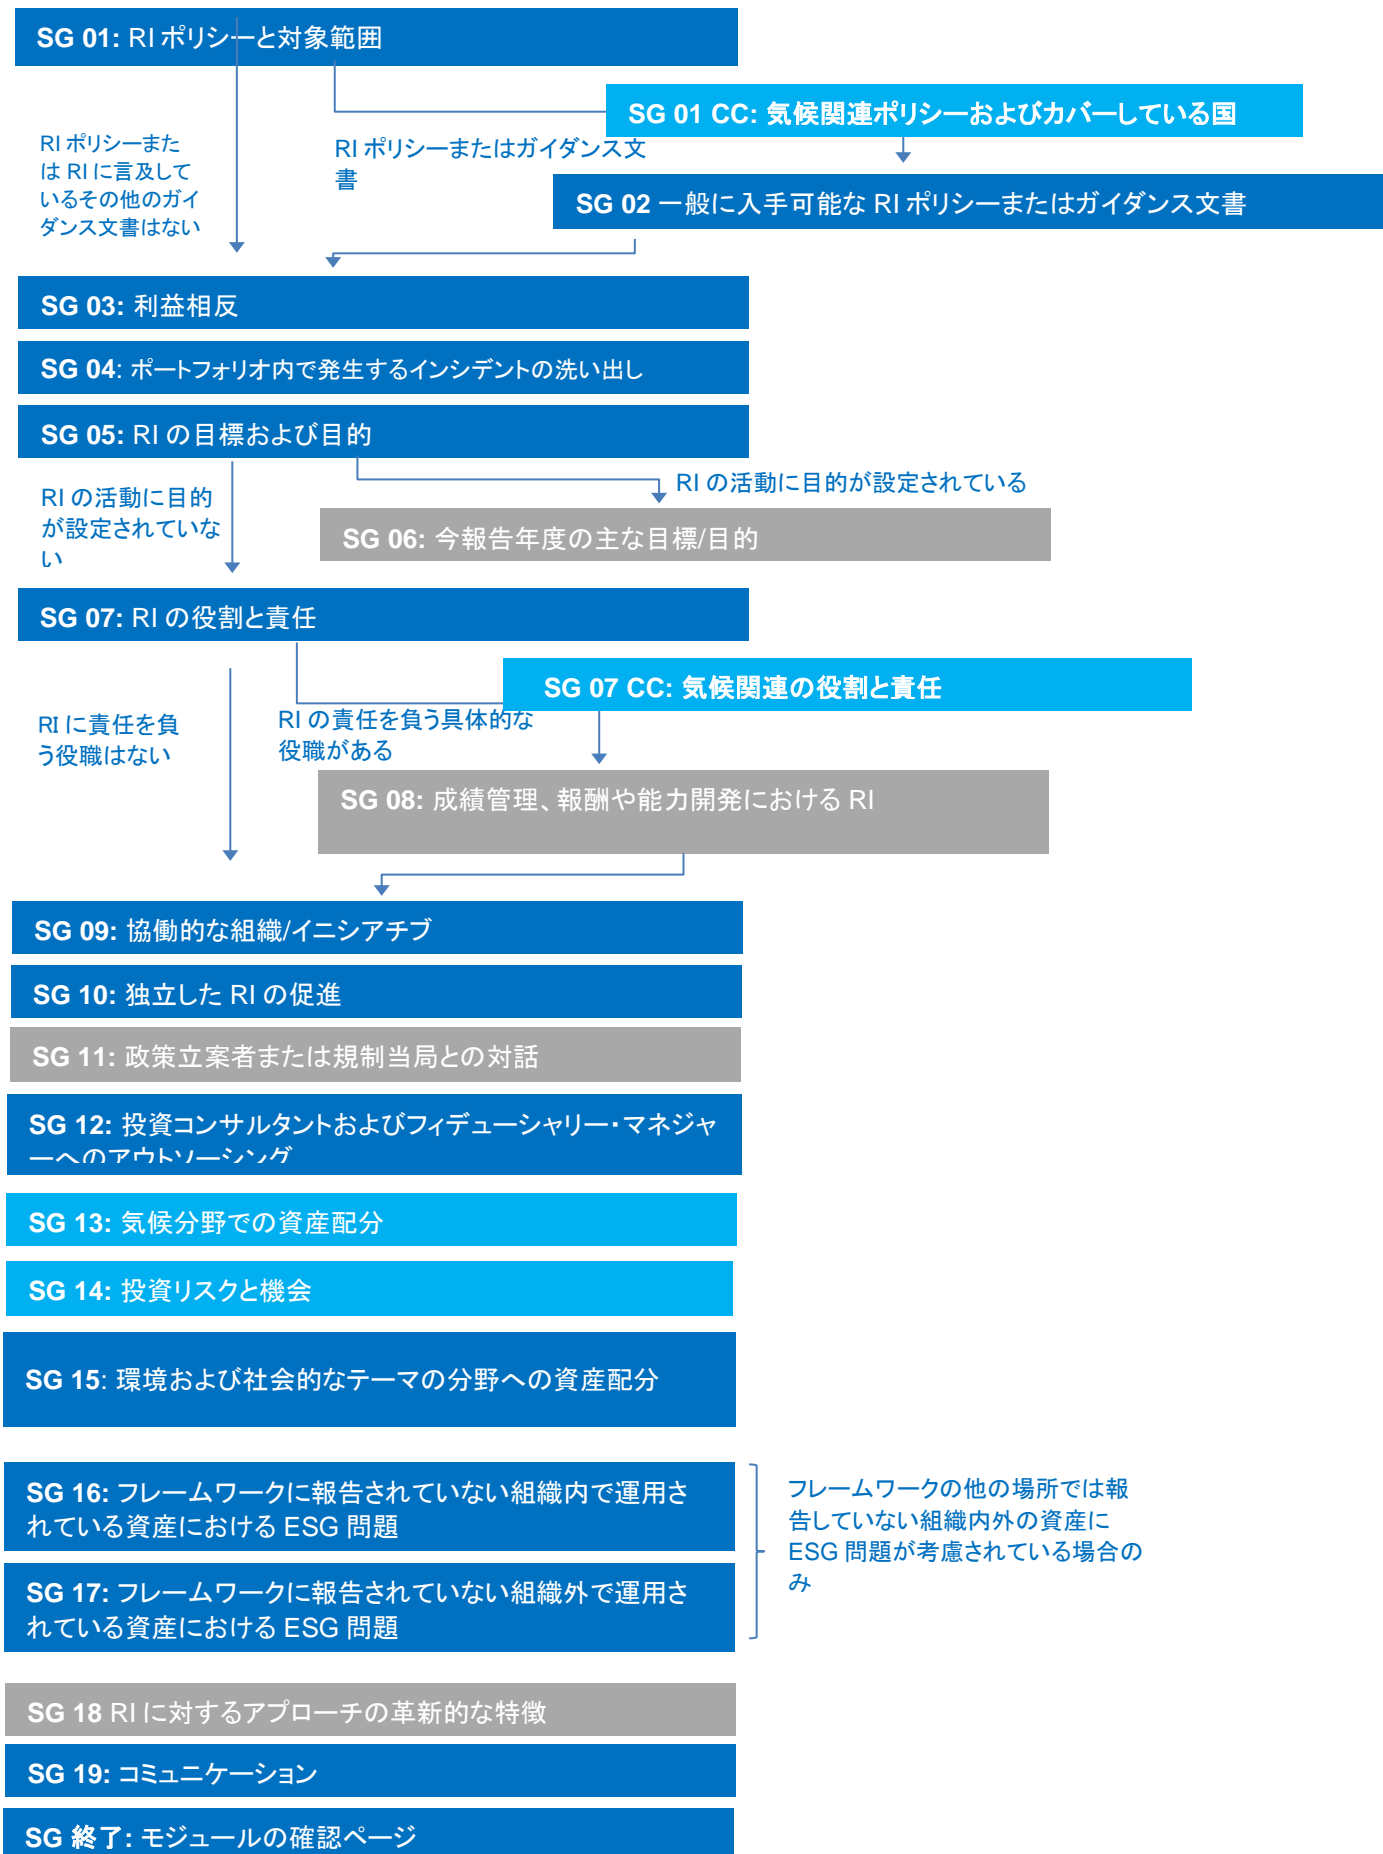 SG 01: RI ポリシーと対象範囲
SG 01 CC: 気候関連ポリシーおよびカバーしている国
RI ポリシーまた
は RI に言及して
いるその他のガイ
ダンス文書はない
RI ポリシーまたはガイダンス文
書
SG 02 一般に入手可能な RI ポリシーまたはガイダンス文書
SG 03: 利益相反
SG 04: ポートフォリオ内で発生するインシデントの洗い出し
SG 05: RI の目標および目的
RI の活動に目的が設定されている
RI の活動に目的
が設定されていな
い
SG 06: 今報告年度の主な目標/目的
SG 07: RI の役割と責任
SG 07 CC: 気候関連の役割と責任
RI に責任を負
う役職はない
RI の責任を負う具体的な
役職がある
SG 08: 成績管理、報酬や能力開発における RI
SG 09: 協働的な組織/イニシアチブ
SG 10: 独立した RI の促進
SG 11: 政策立案者または規制当局との対話
SG 12: 投資コンサルタントおよびフィデューシャリー・マネジャ
ーへのアウトソーシング
SG 13: 気候分野での資産配分
SG 14: 投資リスクと機会
SG 15: 環境および社会的なテーマの分野への資産配分
SG 16: フレームワークに報告されていない組織内で運用さ
れている資産における ESG 問題
SG 17: フレームワークに報告されていない組織外で運用さ
れている資産における ESG 問題
フレームワークの他の場所では報
告していない組織内外の資産に
ESG 問題が考慮されている場合の
み
SG 18 RI に対するアプローチの革新的な特徴
SG 19: コミュニケーション
SG 終了: モジュールの確認ページ